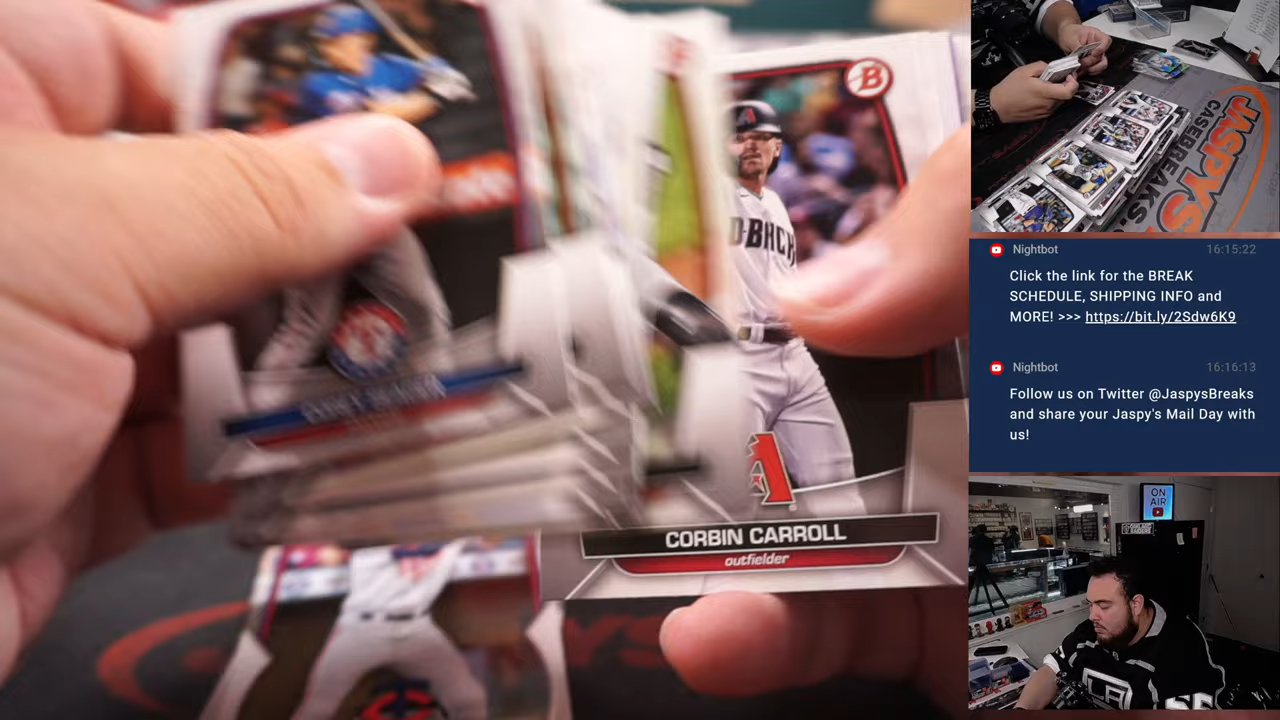 B
A
D-BACK
A
CORBIN CARROLL
outfielder
JASPYS
CASEBREAKS.
Nightbot 16:15:22
Click the link for the BREAK
SCHEDULE, SHIPPING INFO and
MORE! >>> https://bit.ly/2Sdw6K9
Nightbot 16:16:13
Follow us on Twitter @JaspysBreaks
and share your Jaspy's Mail Day with
us!
ON
AIR
LA